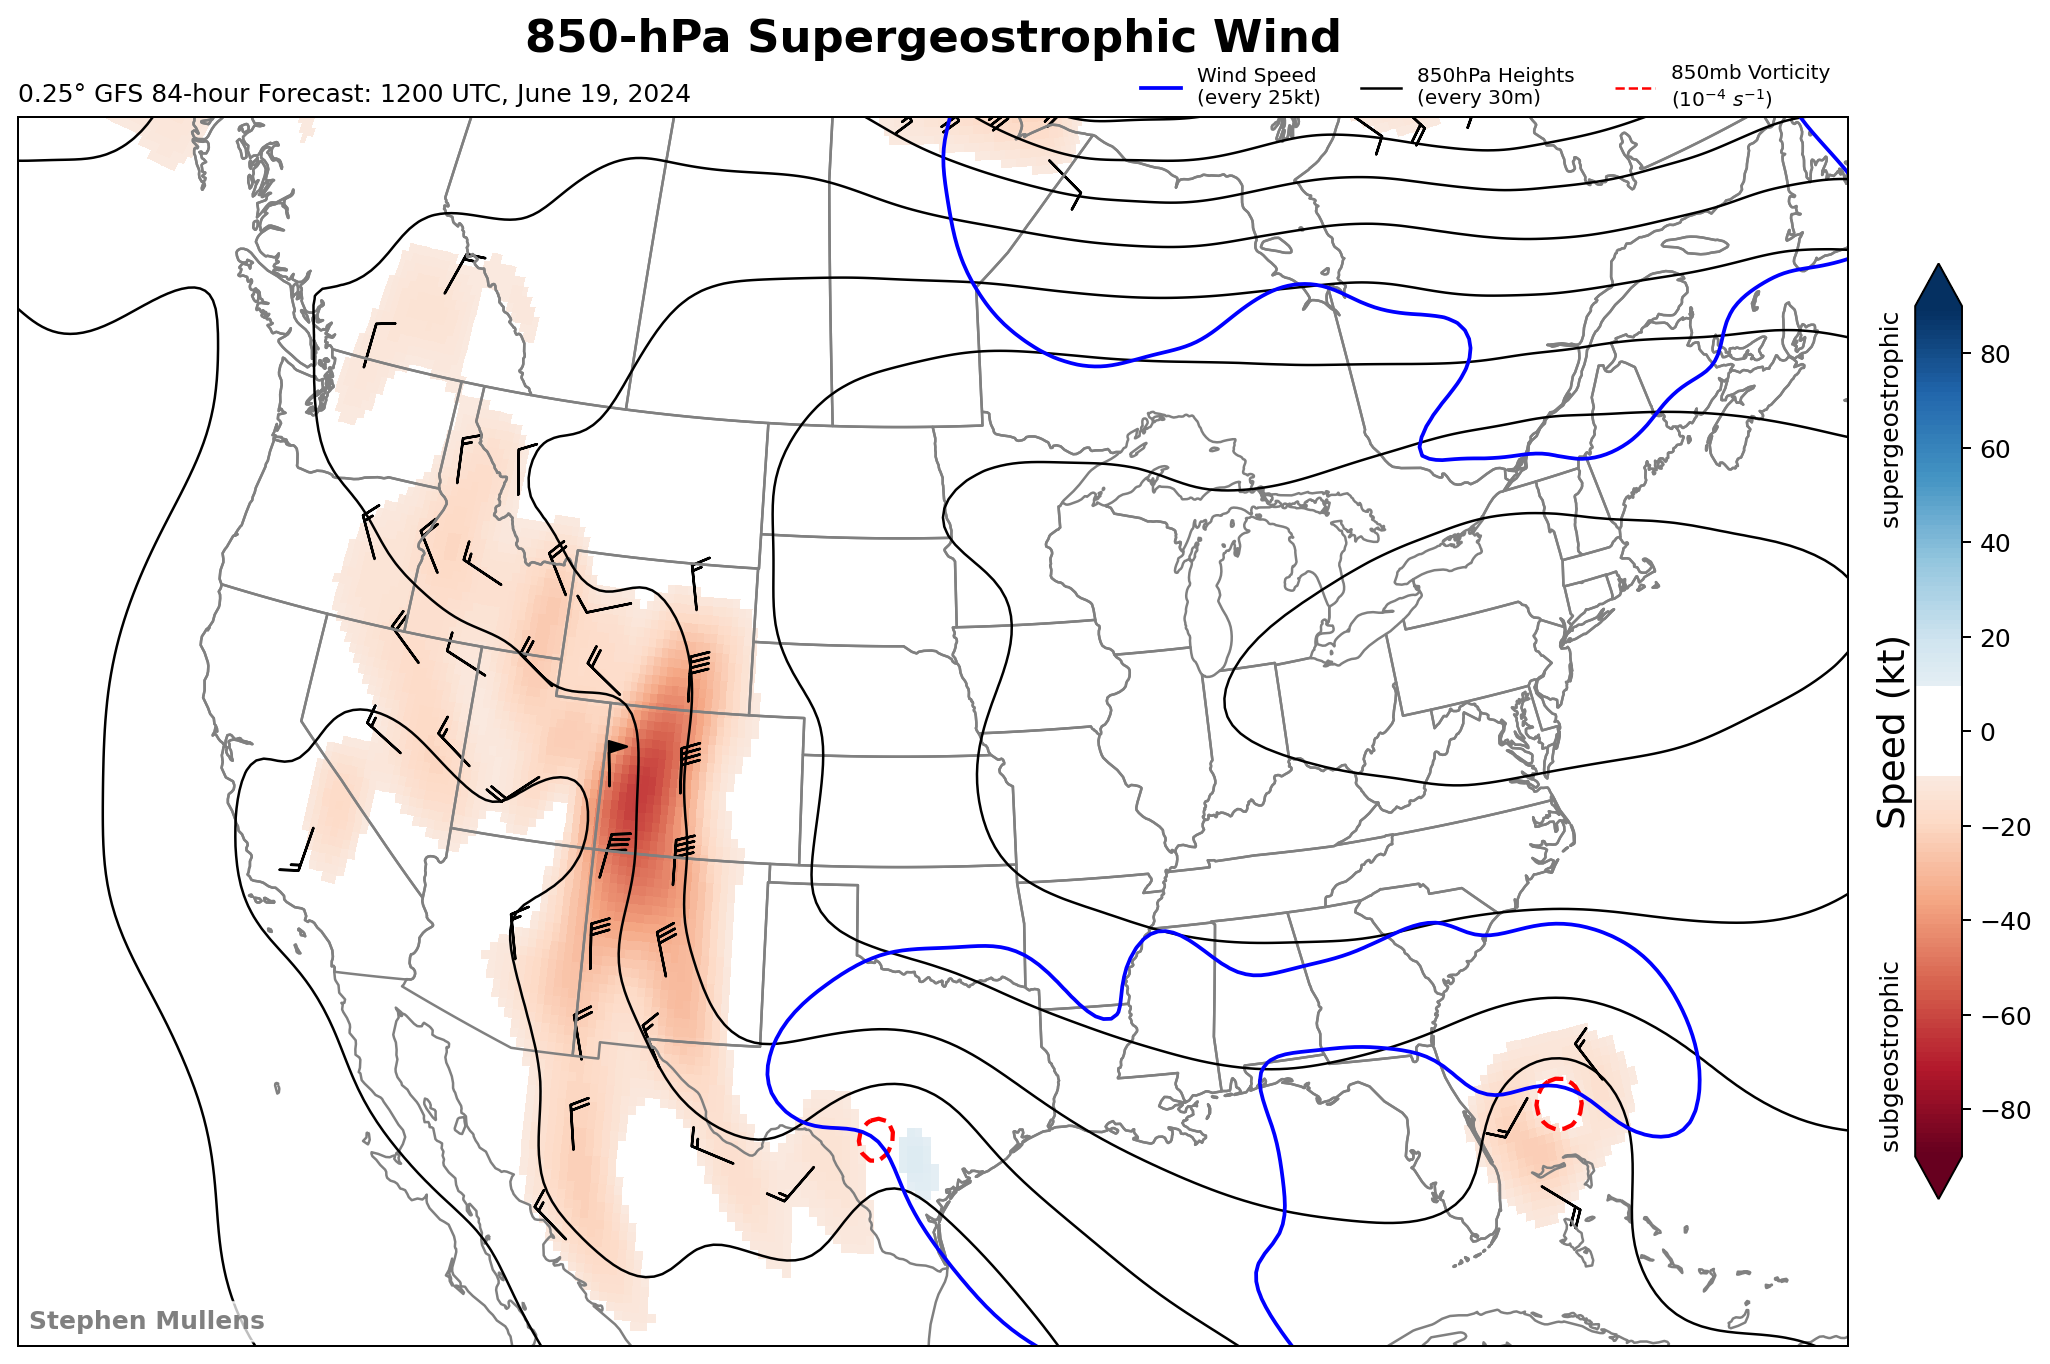 850-hPa Supergeostrophic Wind
0.25° GFS 84-hour Forecast: 1200 UTC, June 19, 2024
Wind Speed
(every 25kt)
850hPa Heights
(every 30m)
850mb Vorticity
(10⁻⁴ s⁻¹)
supergeostrophic
Speed (kt)
subgeostrophic
80
60
40
20
0
−20
−40
−60
−80
Stephen Mullens